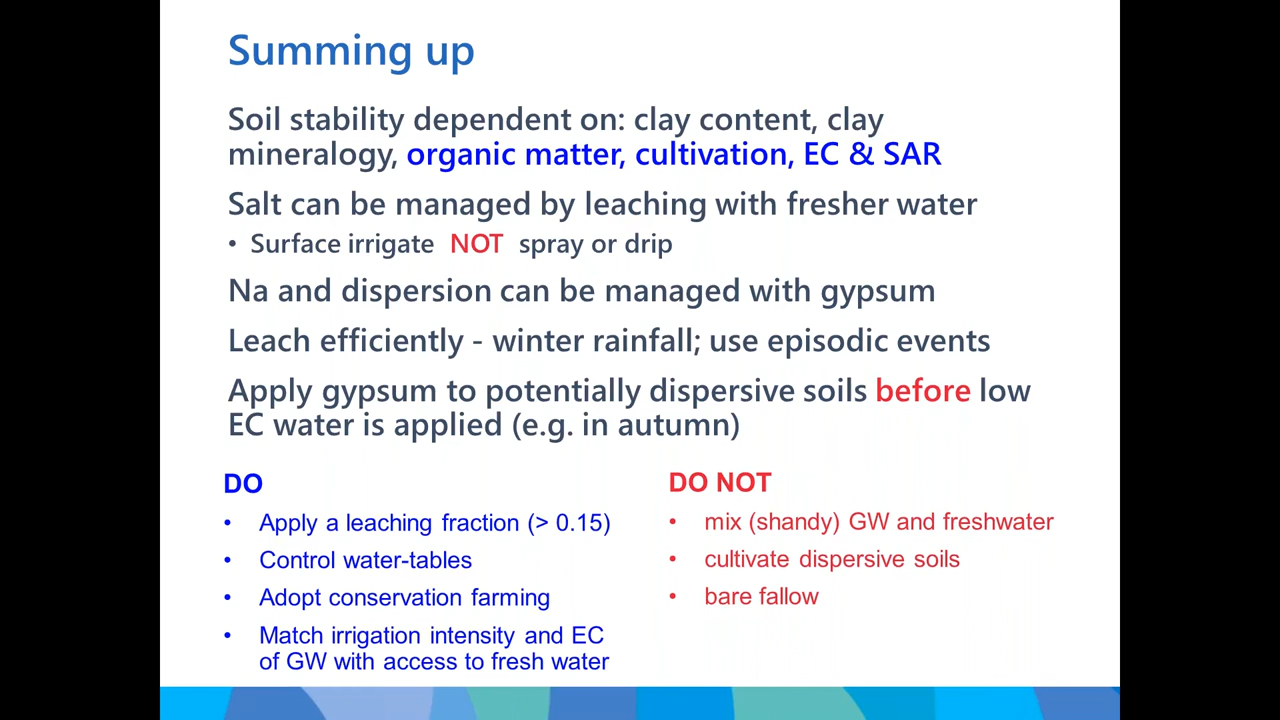 Summing up
Soil stability dependent on: clay content, clay
mineralogy, organic matter, cultivation, EC & SAR
Salt can be managed by leaching with fresher water
• Surface irrigate NOT spray or drip
Na and dispersion can be managed with gypsum
Leach efficiently - winter rainfall; use episodic events
Apply gypsum to potentially dispersive soils before low
EC water is applied (e.g. in autumn)
DO
• Apply a leaching fraction (> 0.15)
• Control water-tables
• Adopt conservation farming
• Match irrigation intensity and EC
of GW with access to fresh water
DO NOT
• mix (shandy) GW and freshwater
• cultivate dispersive soils
• bare fallow